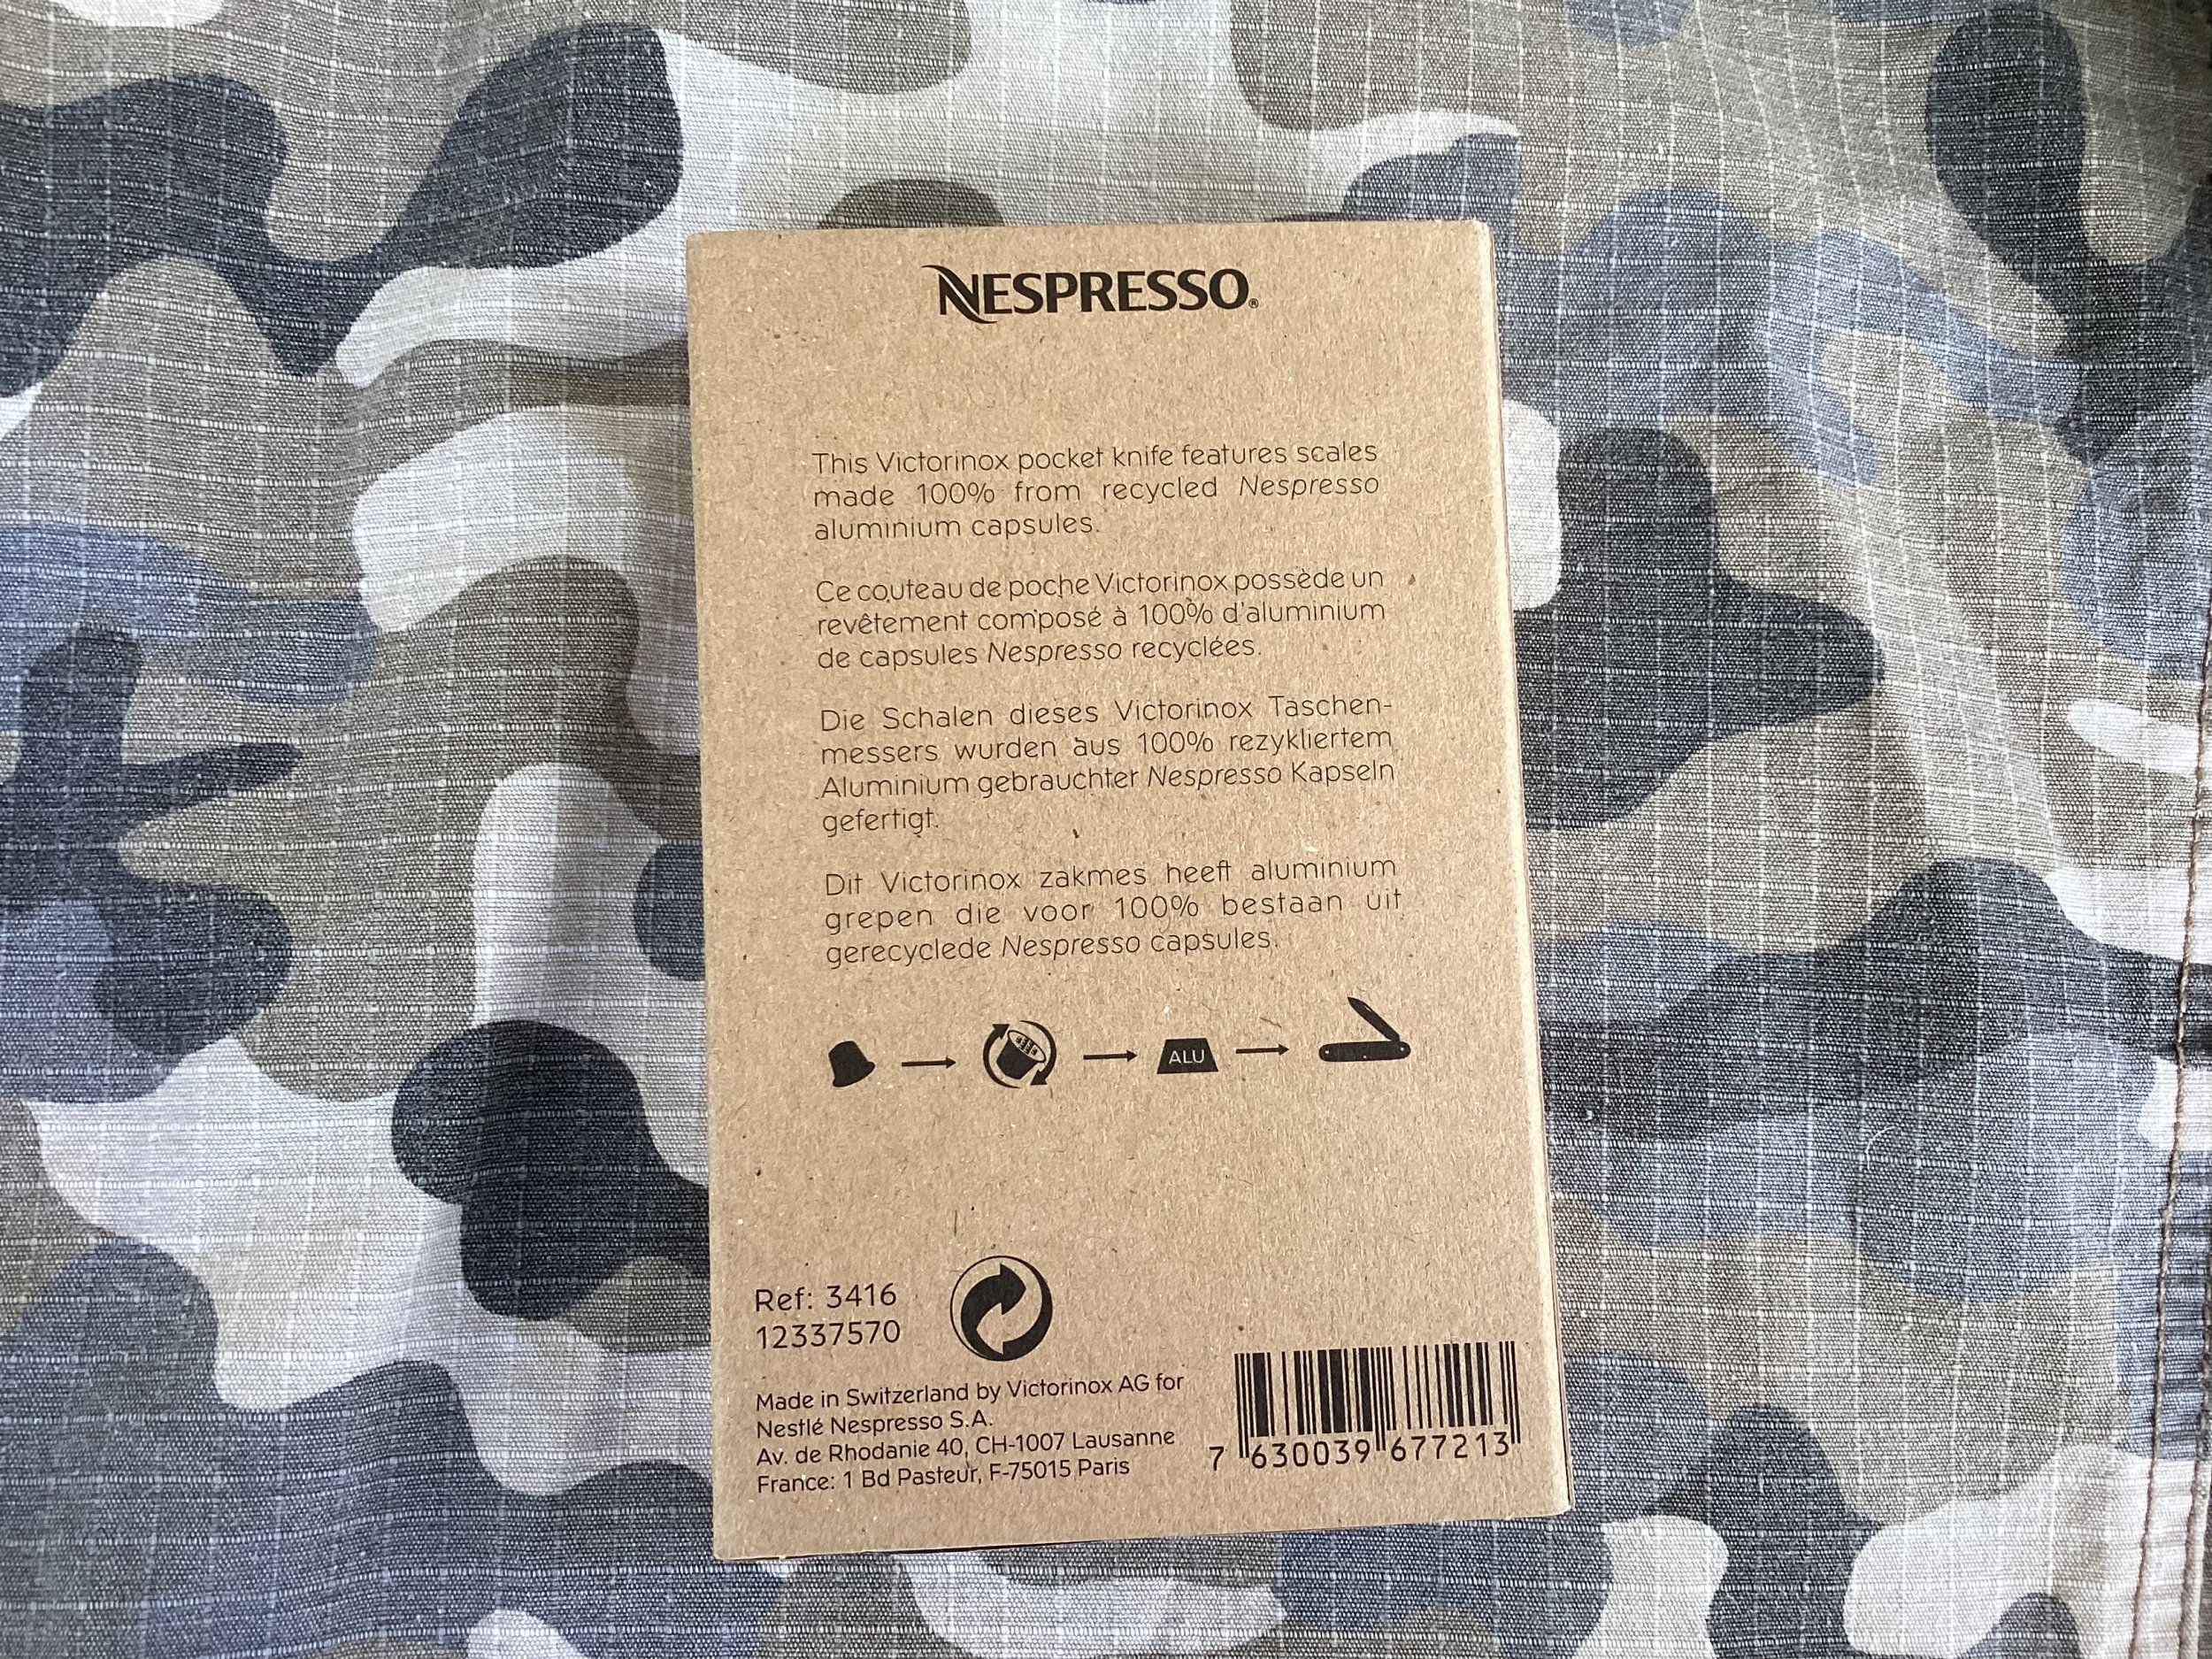 NESPRESSO®
This Victorinox pocket knife features scales
made 100% from recycled Nespresso
aluminium capsules.
Ce couteau de poche Victorinox possède un
revêtement composé à 100% d'aluminium
de capsules Nespresso recyclées.
Die Schalen dieses Victorinox Taschen-
messers wurden aus 100% rezykliertem
Aluminium gebrauchter Nespresso Kapseln
gefertigt.
Dit Victorinox zakmes heeft aluminium
grepen die voor 100% bestaan uit
gerecyclede Nespresso capsules.
ALU
Ref: 3416
12337570
Made in Switzerland by Victorinox AG for
Nestlé Nespresso S.A.
Av. de Rhodanie 40, CH-1007 Lausanne
France: 1 Bd Pasteur, F-75015 Paris
7 630039 677213